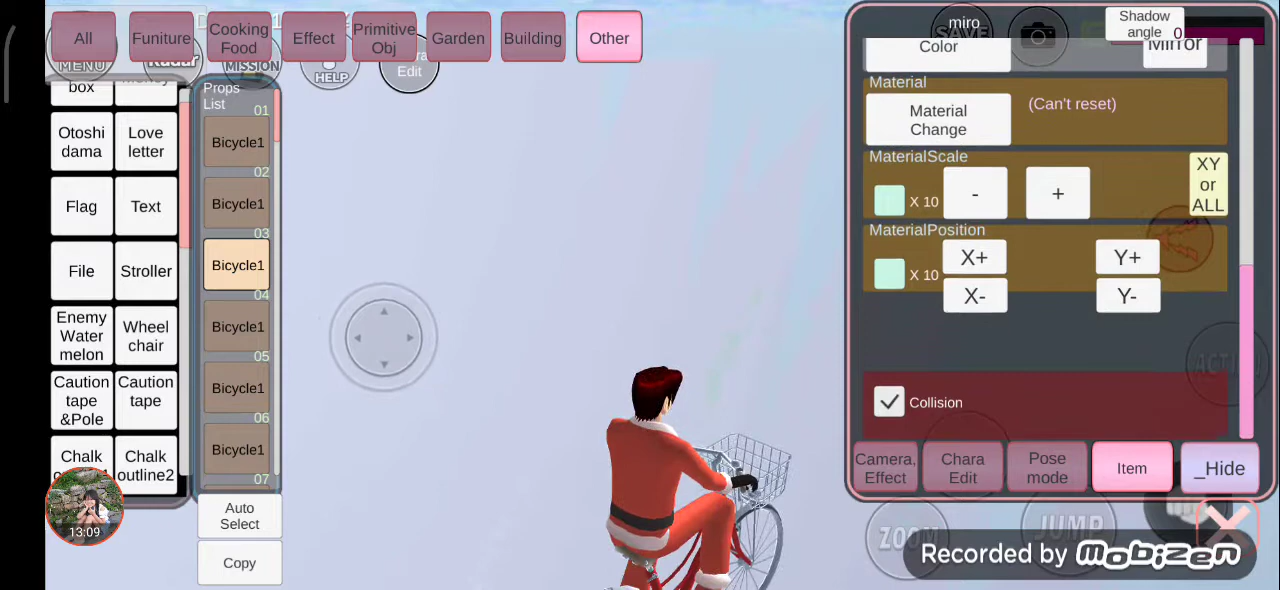 All
Funiture
Cooking
Food
Effect
Primitive
Obj
Garden
Building
Other
MENU
Radar
MISSION
HELP
Edit
box
Money
Otoshi
dama
Love
letter
Flag
Text
File
Stroller
Enemy
Water
melon
Wheel
chair
Caution
tape
&Pole
Caution
tape
Chalk
Chalk
outline2
13:09
Props
List
01
Bicycle1
02
Bicycle1
03
Bicycle1
04
Bicycle1
05
Bicycle1
06
Bicycle1
07
Auto
Select
Copy
miro
SAVE
Shadow
angle
0
Color
Mirror
Material
Material
Change
(Can't reset)
MaterialScale
X 10
-
+
XY
or
ALL
MaterialPosition
X 10
X+
Y+
X-
Y-
Collision
Camera,
Effect
Chara
Edit
Pose
mode
Item
_Hide
ZOOM
JUMP
Recorded by mobizen